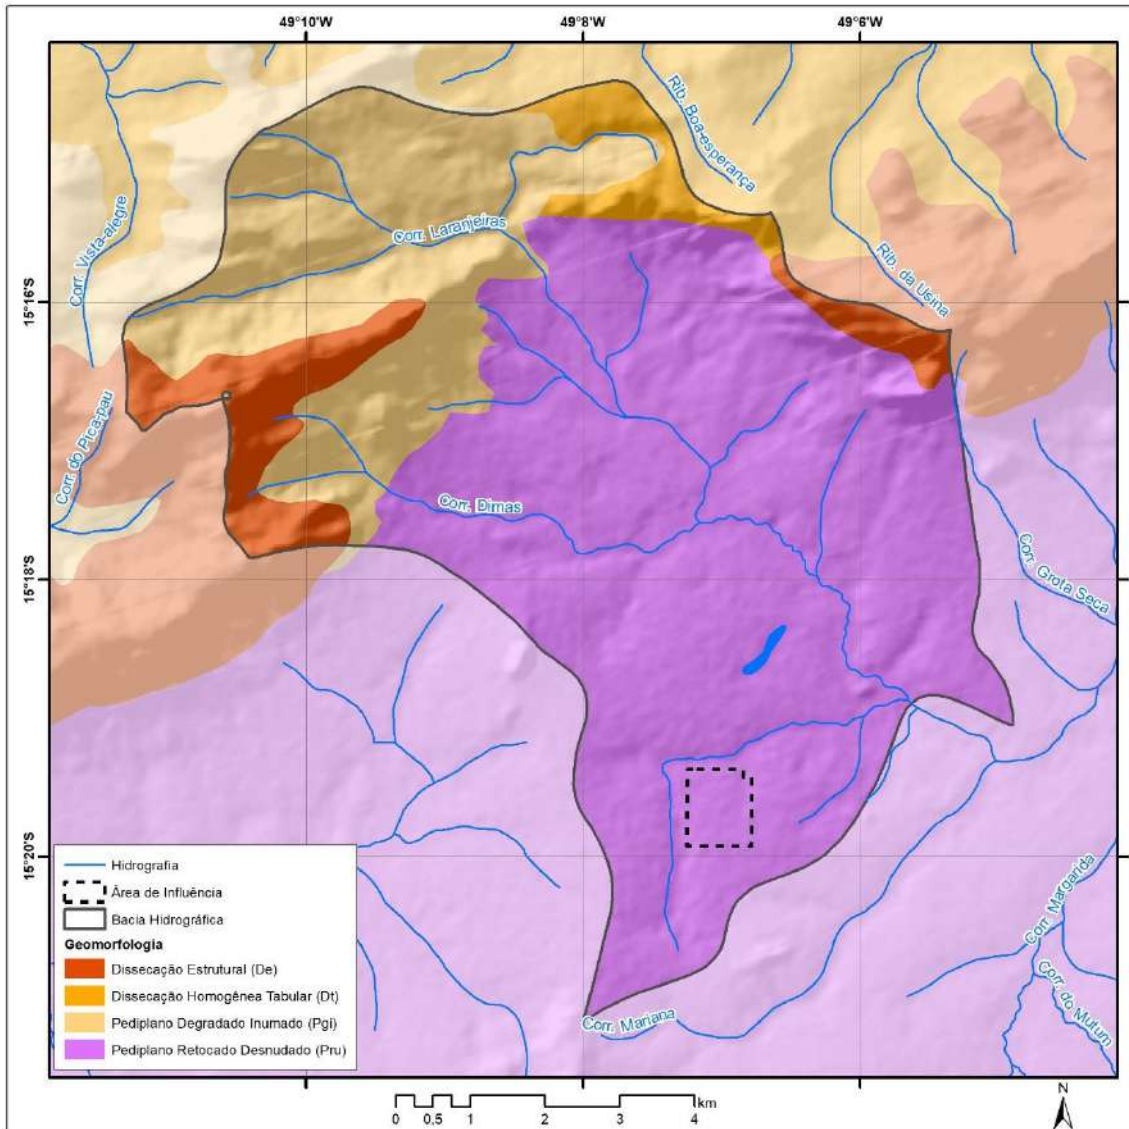 49°10'W
49°8'W
49°6'W
Rib. Boa-esperança
Corr. Vista-alegre
Corr. Laranjeiras
Rib. da Usina
15°16'S
Corr. do Pica-pau
Corr. Dimas
Corr. Grota Seca
15°18'S
15°20'S
Corr. Margarida
Corr. do Mutum
Corr. Mariana
Hidrografia
Área de Influência
Bacia Hidrográfica
Geomorfologia
Dissecação Estrutural (De)
Dissecação Homogênea Tabular (Dt)
Pediplano Degradado Inumado (Pgi)
Pediplano Retocado Desnudado (Pru)
km
0 0,5 1 2 3 4
N